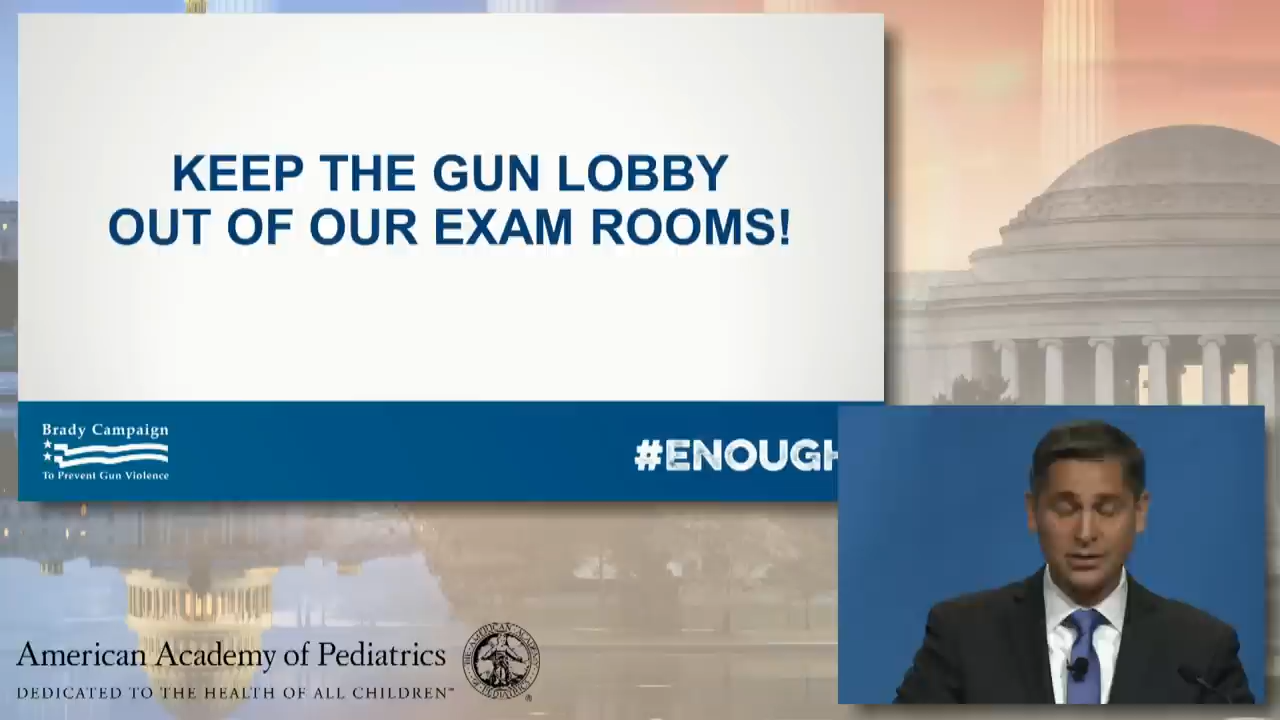 KEEP THE GUN LOBBY
OUT OF OUR EXAM ROOMS!
Brady Campaign
To Prevent Gun Violence
#ENOUGH
American Academy of Pediatrics
DEDICATED TO THE HEALTH OF ALL CHILDREN™